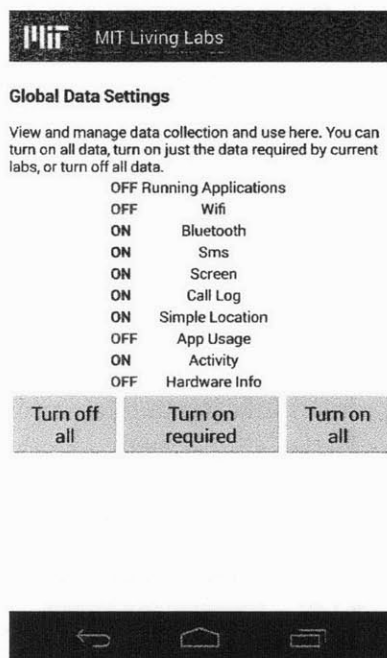 MIT MIT Living Labs
Global Data Settings
View and manage data collection and use here. You can
turn on all data, turn on just the data required by current
labs, or turn off all data.
OFF Running Applications
OFF Wifi
ON Bluetooth
ON Sms
ON Screen
ON Call Log
ON Simple Location
OFF App Usage
ON Activity
OFF Hardware Info
Turn off all
Turn on required
Turn on all